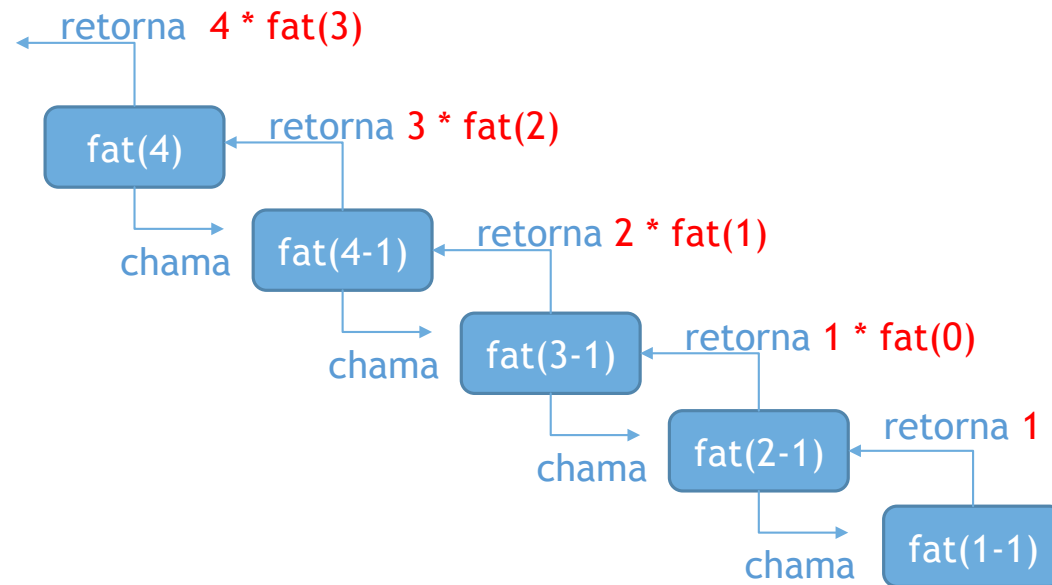 retorna 4 * fat(3)
fat(4)
retorna 3 * fat(2)
chama
fat(4-1)
retorna 2 * fat(1)
chama
fat(3-1)
retorna 1 * fat(0)
chama
fat(2-1)
retorna 1
chama
fat(1-1)